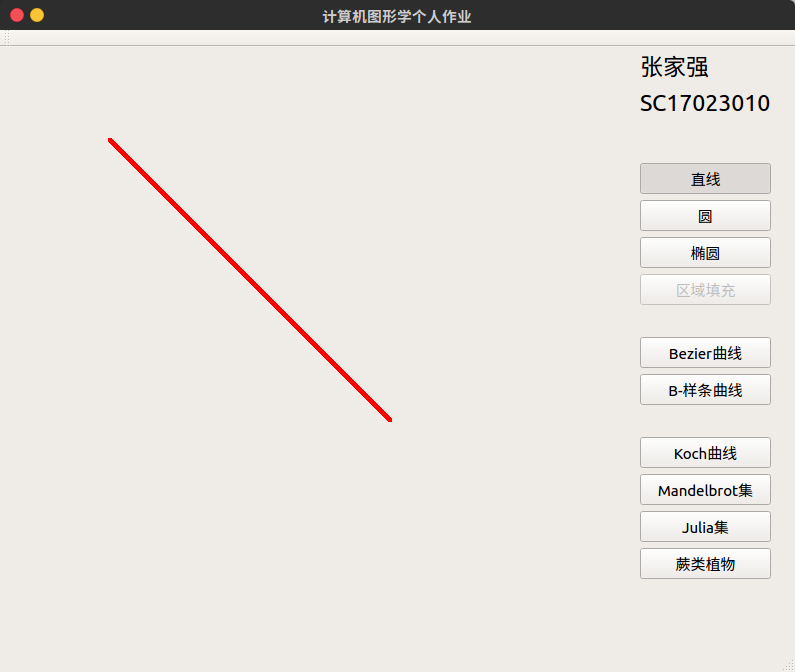 计算机图形学个人作业
张家强
SC17023010
直线
圆
椭圆
区域填充
Bezier曲线
B-样条曲线
Koch曲线
Mandelbrot集
Julia集
蕨类植物